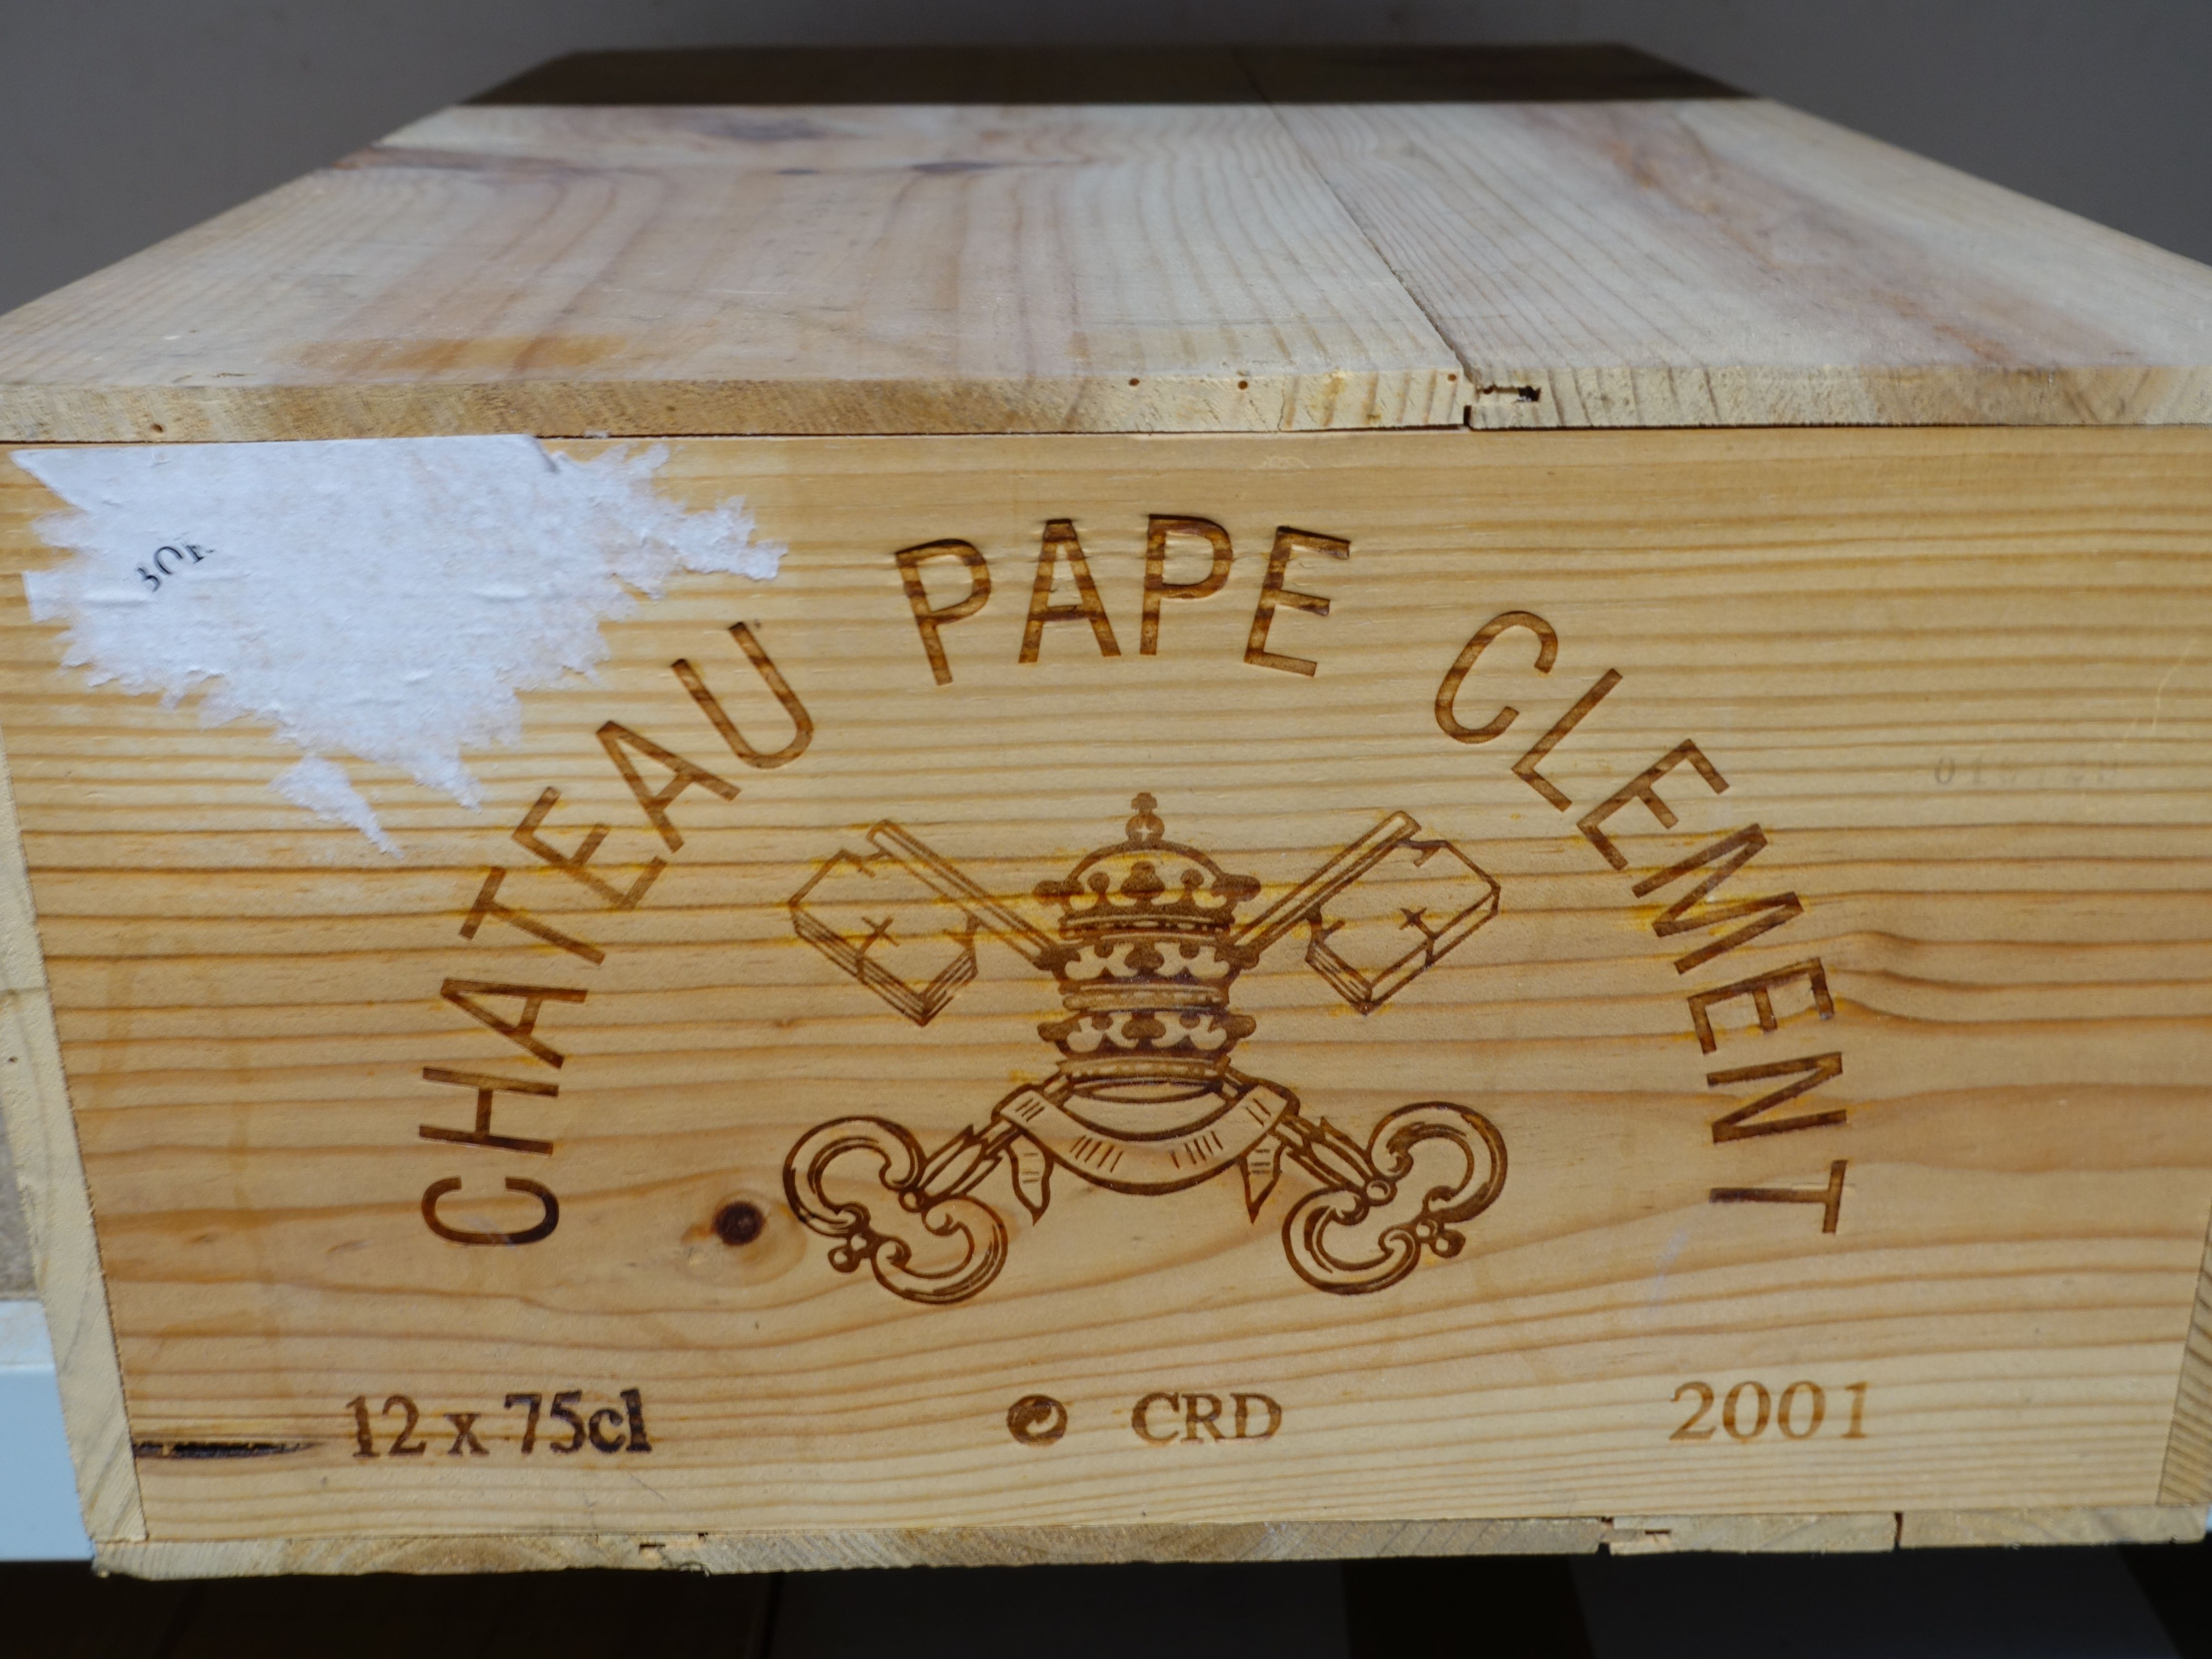 CHATEAU PAPE CLEMENT
12 x 75cl CRD 2001